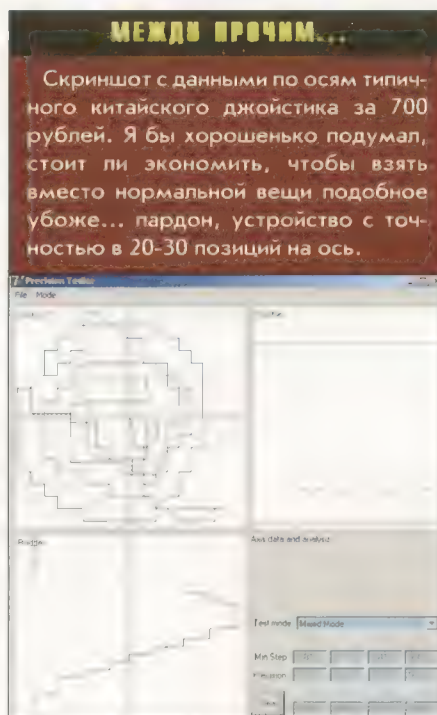 МЕЖДУ ПРОЧИМ...
Скриншот с данными по осям типич-
ного китайского джойстика за 700
рублей. Я бы хорошенько подумал,
стоит ли экономить, чтобы взять
вместо нормальной вещи подобное
убоже... пардон, устройство с точ-
ностью в 20-30 позиций на ось.
Precision Tester
File Mode
Axis data and analysis
Test mode Mixed Mode
Min Step
Precision